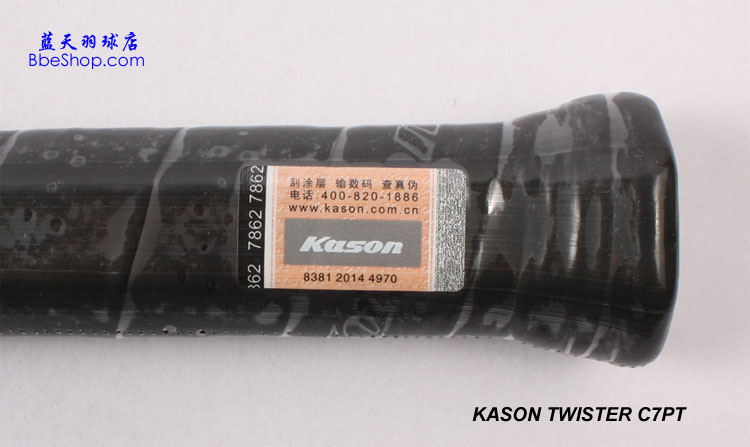 蓝天羽球店
BbeShop.com
862 7862 7862
刮涂层 输数码 查真伪
电话:400-820-1886
www.kason.com.cn
Kason
8381 2014 4970
KASON TWISTER C7PT